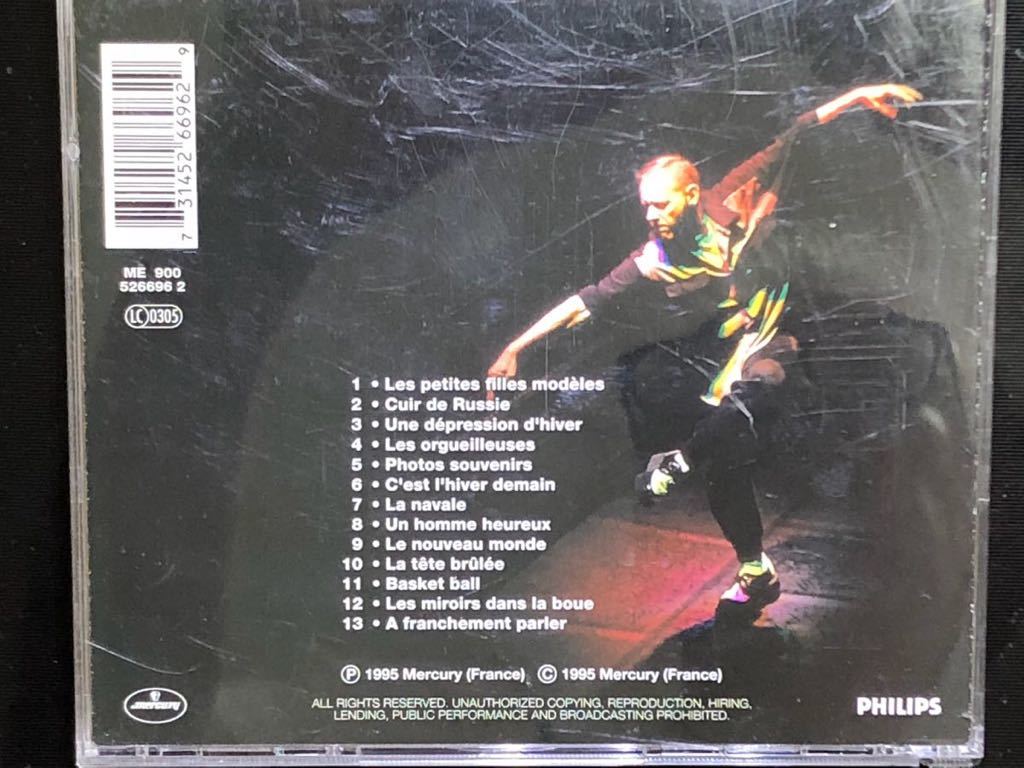 7 31452 66962 9
ME 900
526696 2
LC 0305
1 • Les petites filles modèles
2 • Cuir de Russie
3 • Une dépression d'hiver
4 • Les orgueilleuses
5 • Photos souvenirs
6 • C'est l'hiver demain
7 • La navale
8 • Un homme heureux
9 • Le nouveau monde
10 • La tête brûlée
11 • Basket ball
12 • Les miroirs dans la boue
13 • A franchement parler
Ⓟ 1995 Mercury (France) © 1995 Mercury (France)
ALL RIGHTS RESERVED. UNAUTHORIZED COPYING, REPRODUCTION, HIRING,
LENDING, PUBLIC PERFORMANCE AND BROADCASTING PROHIBITED.
mercury
PHILIPS